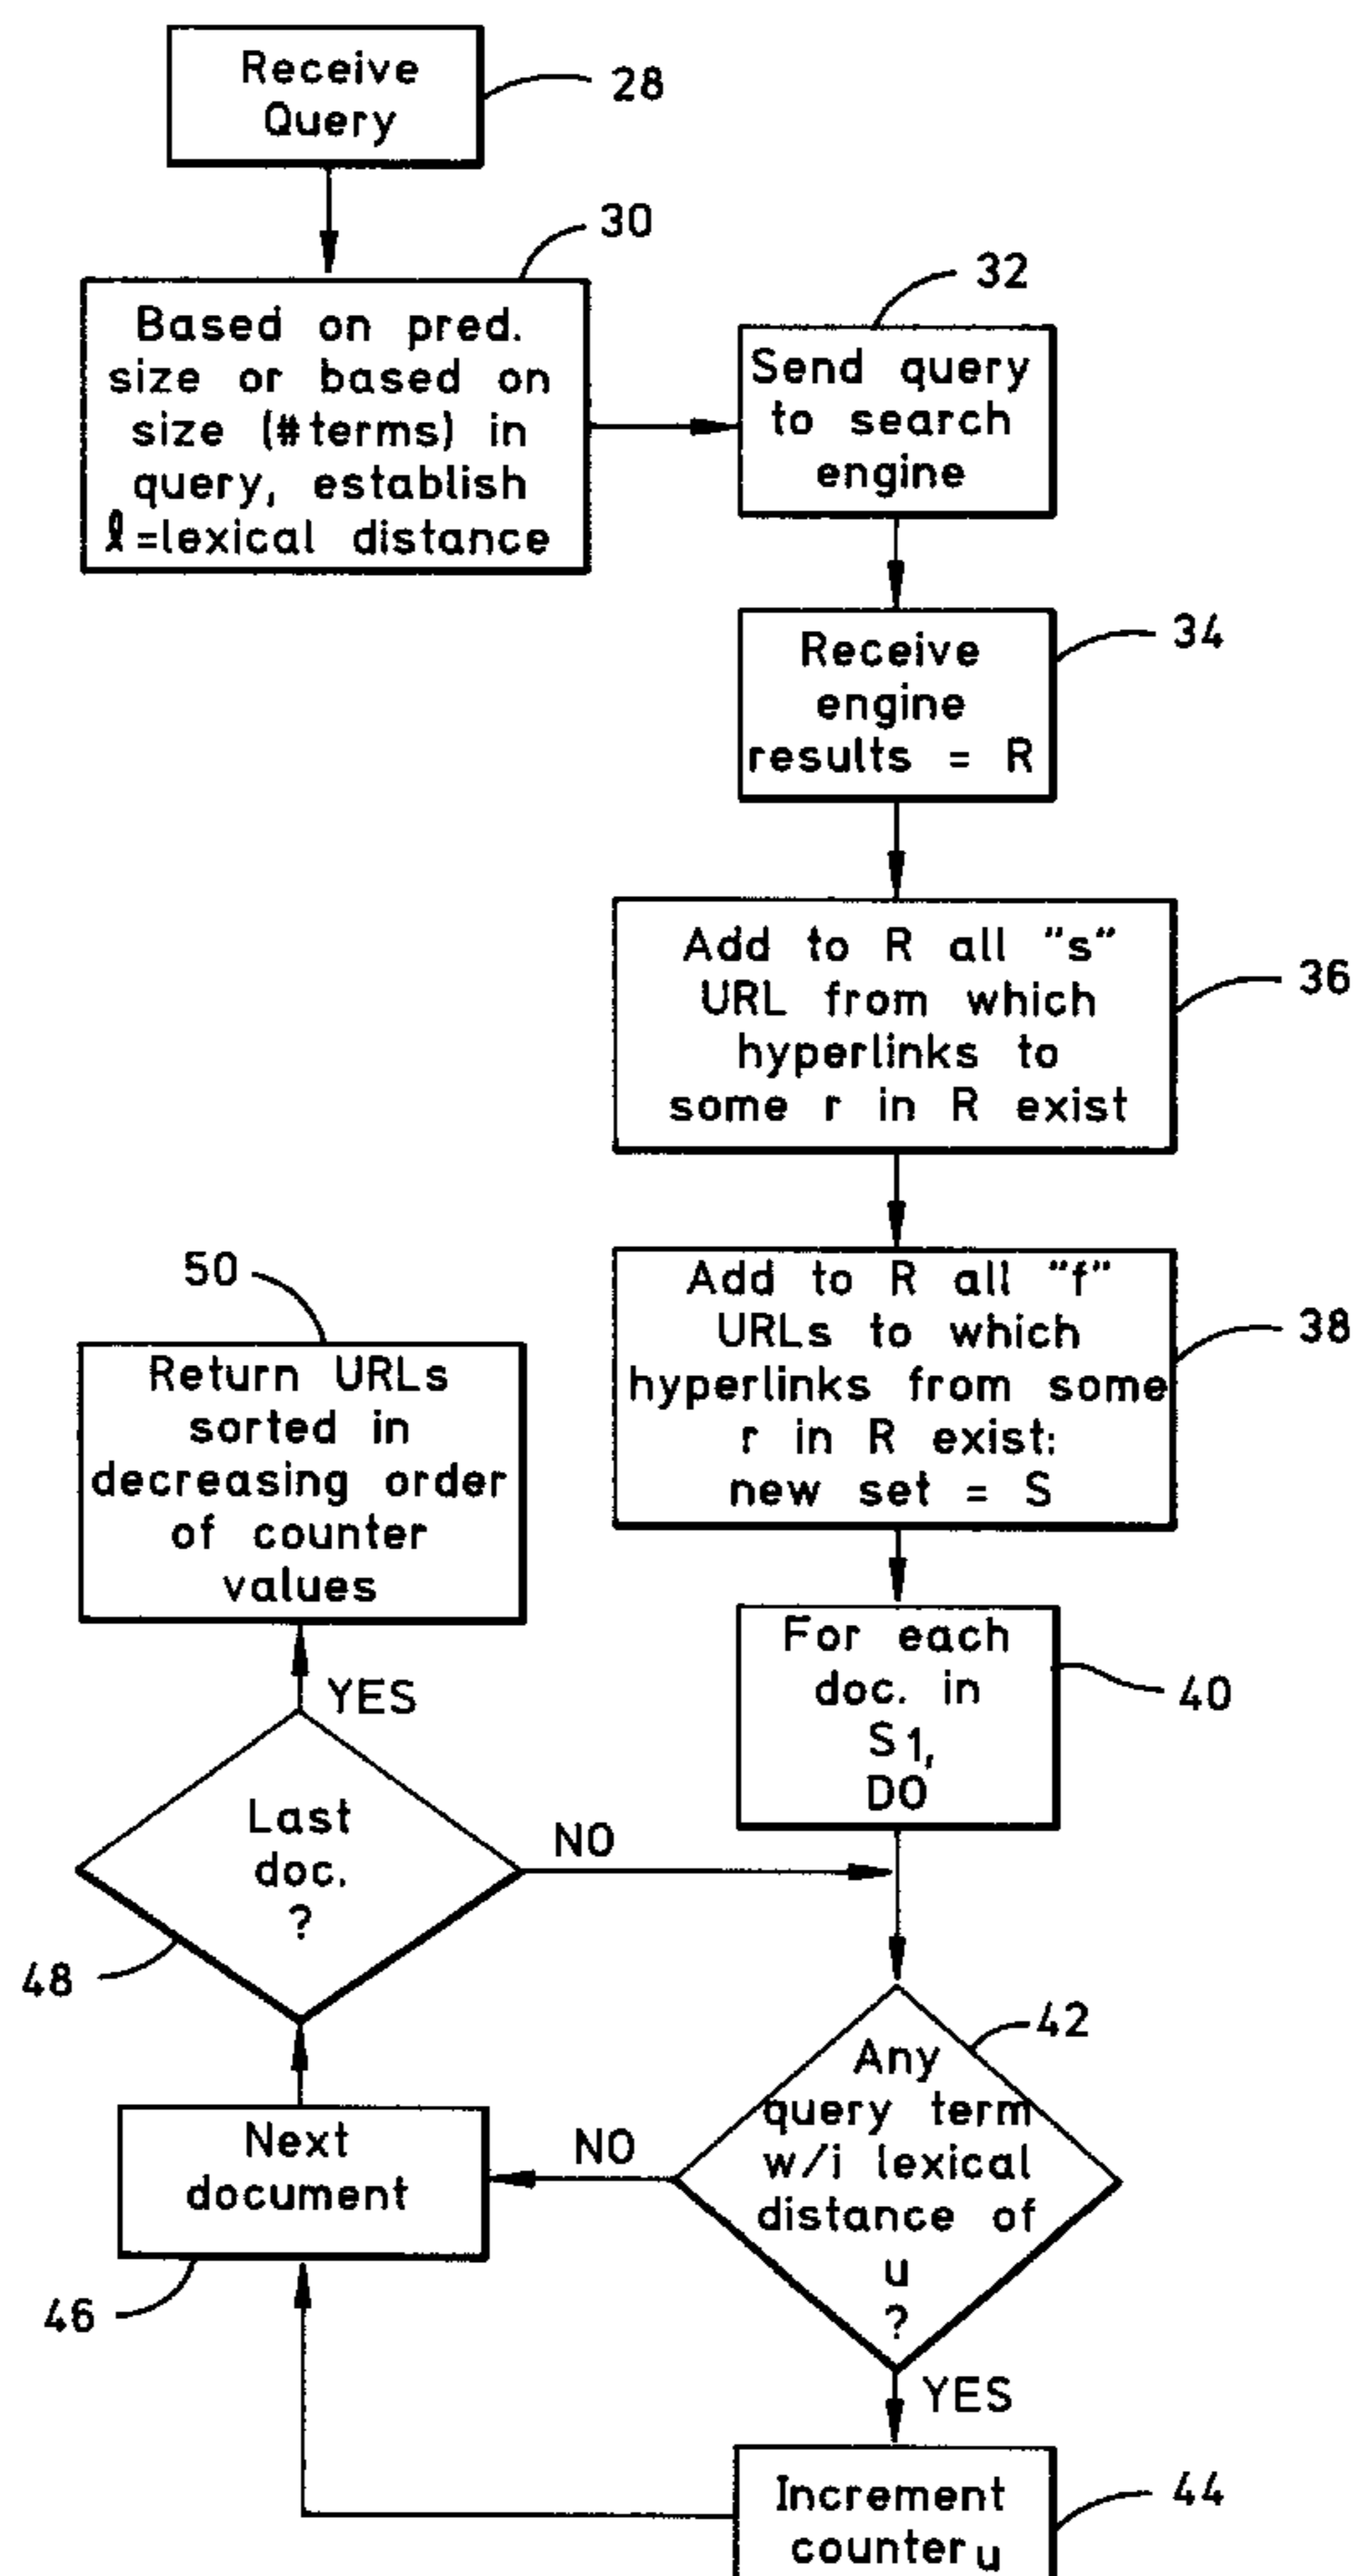 Receive
Query
28
30
Based on pred.
size or based on
size (# terms) in
query, establish
ℓ=lexical distance
32
Send query
to search
engine
34
Receive
engine
results = R
36
Add to R all "s"
URL from which
hyperlinks to
some r in R exist
38
Add to R all "f"
URLs to which
hyperlinks from some
r in R exist:
new set = S
40
For each
doc. in
S1,
DO
42
Any
query term
w/i lexical
distance of
u
?
NO
YES
44
Increment
counter u
46
Next
document
48
Last
doc.
?
NO
YES
50
Return URLs
sorted in
decreasing order
of counter
values